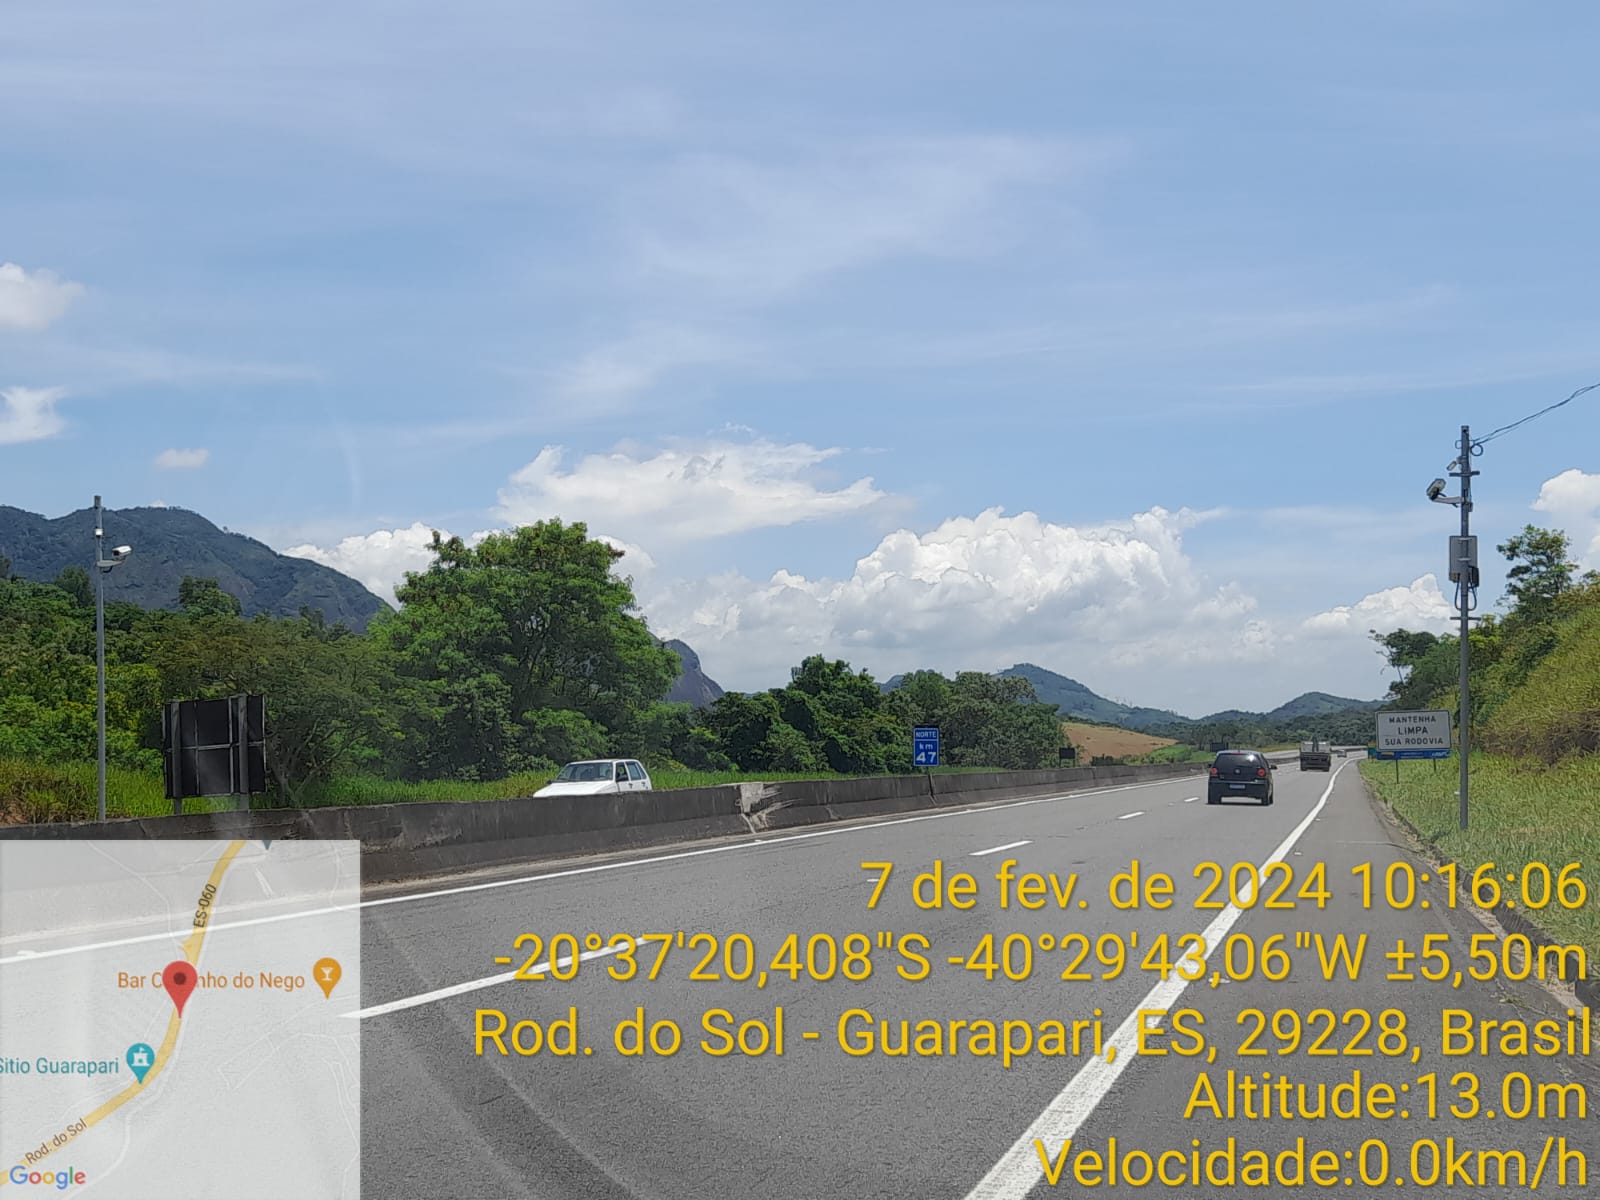 NORTE
km
47
MANTENHA
LIMPA
SUA RODOVIA
7 de fev. de 2024 10:16:06
-20°37'20,408"S -40°29'43,06"W ±5,50m
Rod. do Sol - Guarapari, ES, 29228, Brasil
Altitude:13.0m
Velocidade:0.0km/h
ES-060
Bar C nho do Nego
Sitio Guarapari
Rod. do Sol
Google